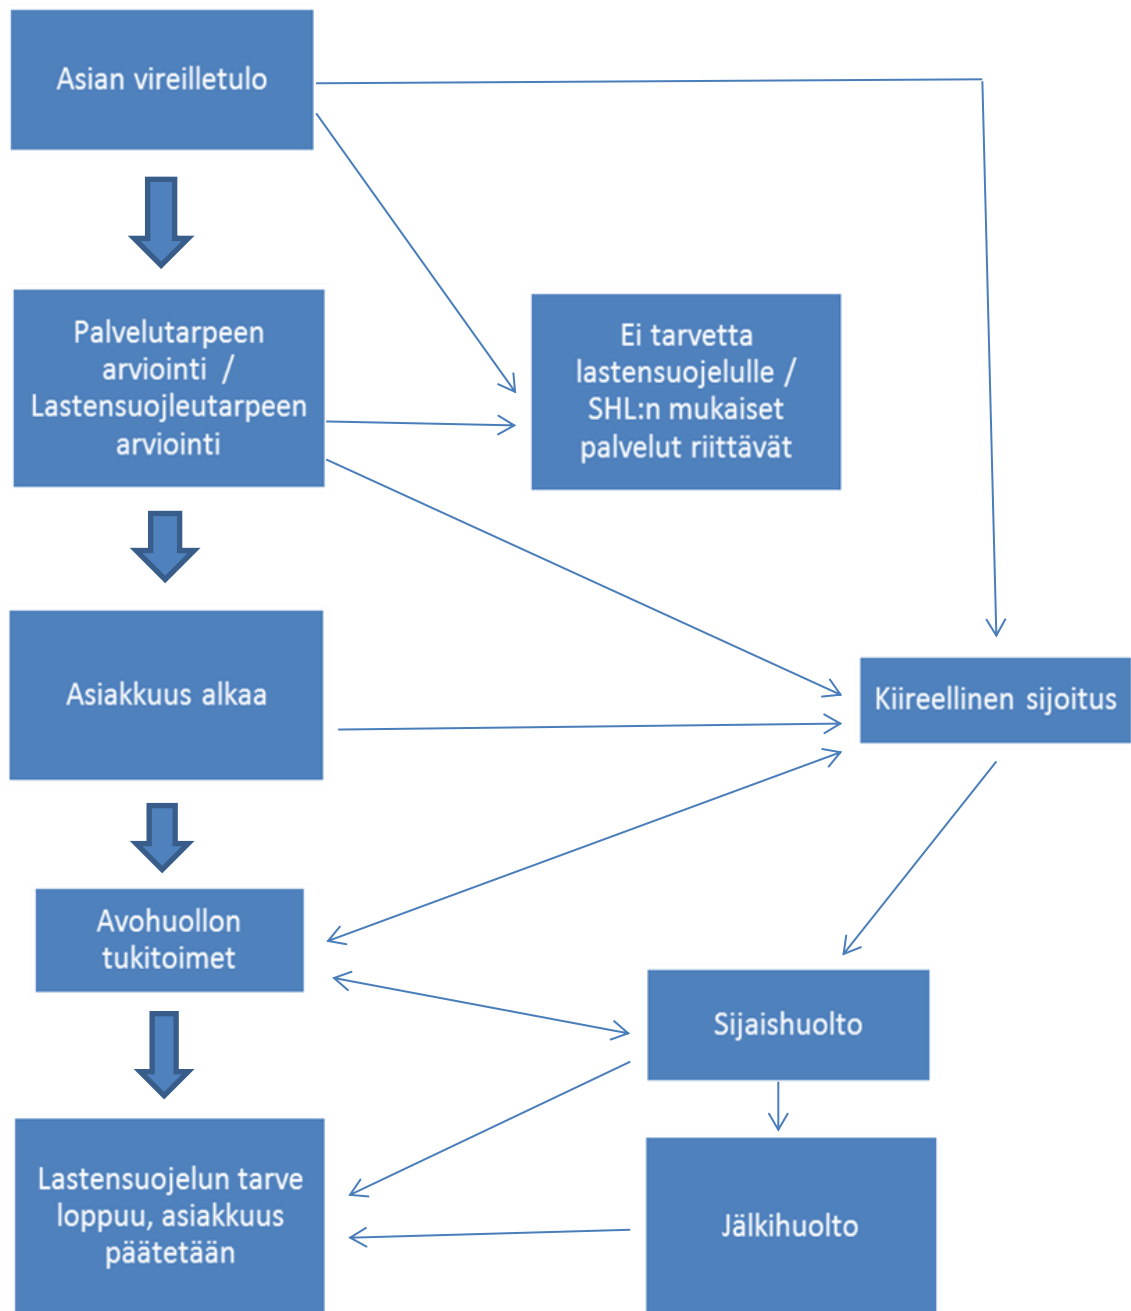 Asian vireilletulo
Palvelutarpeen
arviointi /
Lastensuojleutarpeen
arviointi
Ei tarvetta
lastensuojelulle /
SHL:n mukaiset
palvelut riittävät
Asiakkuus alkaa
Kiireellinen sijoitus
Avohuollon
tukitoimet
Sijaishuolto
Lastensuojelun tarve
loppuu, asiakkuus
päätetään
Jälkihuolto